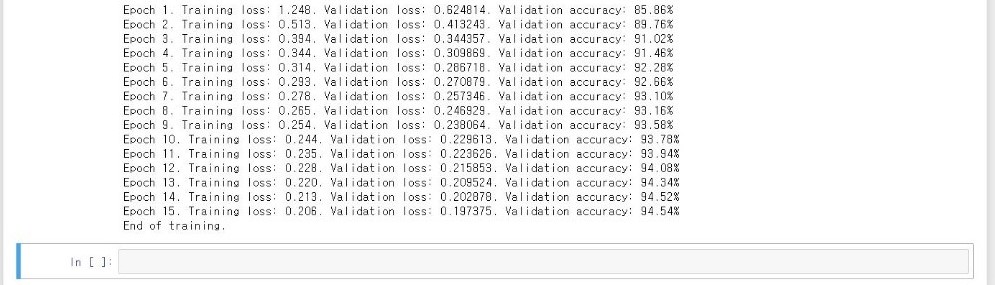 Epoch 1. Training loss: 1.248. Validation loss: 0.624814. Validation accuracy: 85.86%
Epoch 2. Training loss: 0.513. Validation loss: 0.413243. Validation accuracy: 89.76%
Epoch 3. Training loss: 0.394. Validation loss: 0.344357. Validation accuracy: 91.02%
Epoch 4. Training loss: 0.344. Validation loss: 0.309869. Validation accuracy: 91.46%
Epoch 5. Training loss: 0.314. Validation loss: 0.286718. Validation accuracy: 92.28%
Epoch 6. Training loss: 0.293. Validation loss: 0.270879. Validation accuracy: 92.66%
Epoch 7. Training loss: 0.278. Validation loss: 0.257346. Validation accuracy: 93.10%
Epoch 8. Training loss: 0.265. Validation loss: 0.246929. Validation accuracy: 93.16%
Epoch 9. Training loss: 0.254. Validation loss: 0.238064. Validation accuracy: 93.58%
Epoch 10. Training loss: 0.244. Validation loss: 0.229613. Validation accuracy: 93.78%
Epoch 11. Training loss: 0.235. Validation loss: 0.223626. Validation accuracy: 93.94%
Epoch 12. Training loss: 0.228. Validation loss: 0.215853. Validation accuracy: 94.08%
Epoch 13. Training loss: 0.220. Validation loss: 0.209524. Validation accuracy: 94.34%
Epoch 14. Training loss: 0.213. Validation loss: 0.202878. Validation accuracy: 94.52%
Epoch 15. Training loss: 0.206. Validation loss: 0.197375. Validation accuracy: 94.54%
End of training.
In [ ]: